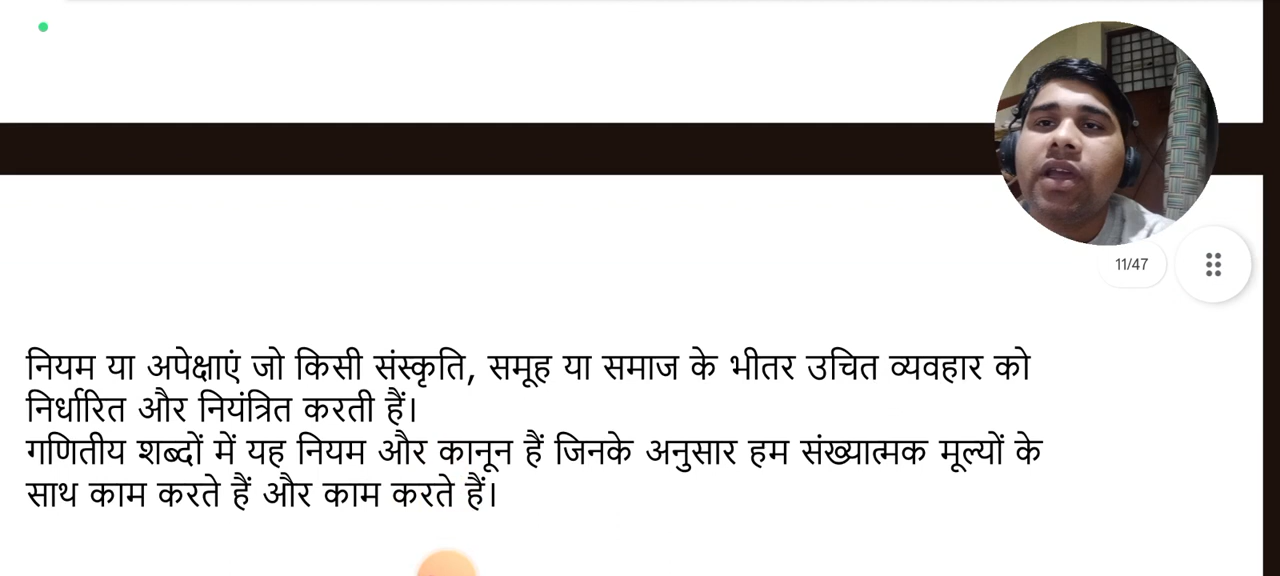 11/47
नियम या अपेक्षाएं जो किसी संस्कृति, समूह या समाज के भीतर उचित व्यवहार को
निर्धारित और नियंत्रित करती हैं।
गणितीय शब्दों में यह नियम और कानून हैं जिनके अनुसार हम संख्यात्मक मूल्यों के
साथ काम करते हैं और काम करते हैं।